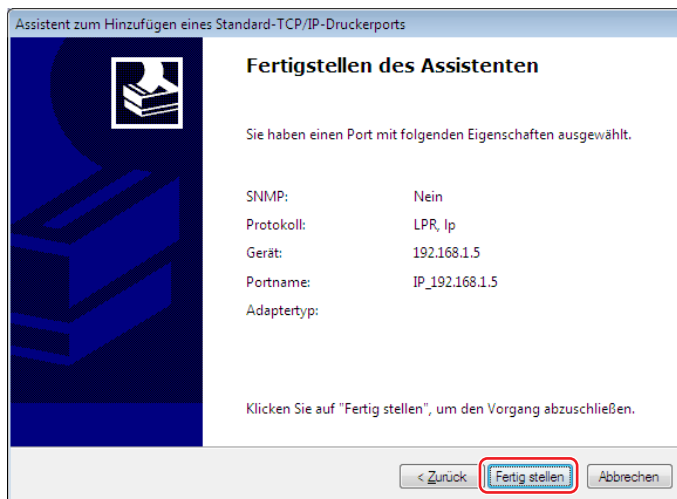 Assistent zum Hinzufügen eines Standard-TCP/IP-Druckerports
Fertigstellen des Assistenten
Sie haben einen Port mit folgenden Eigenschaften ausgewählt.
SNMP: Nein
Protokoll: LPR, lp
Gerät: 192.168.1.5
Portname: IP_192.168.1.5
Adaptertyp:
Klicken Sie auf "Fertig stellen", um den Vorgang abzuschließen.
< Zurück Fertig stellen Abbrechen